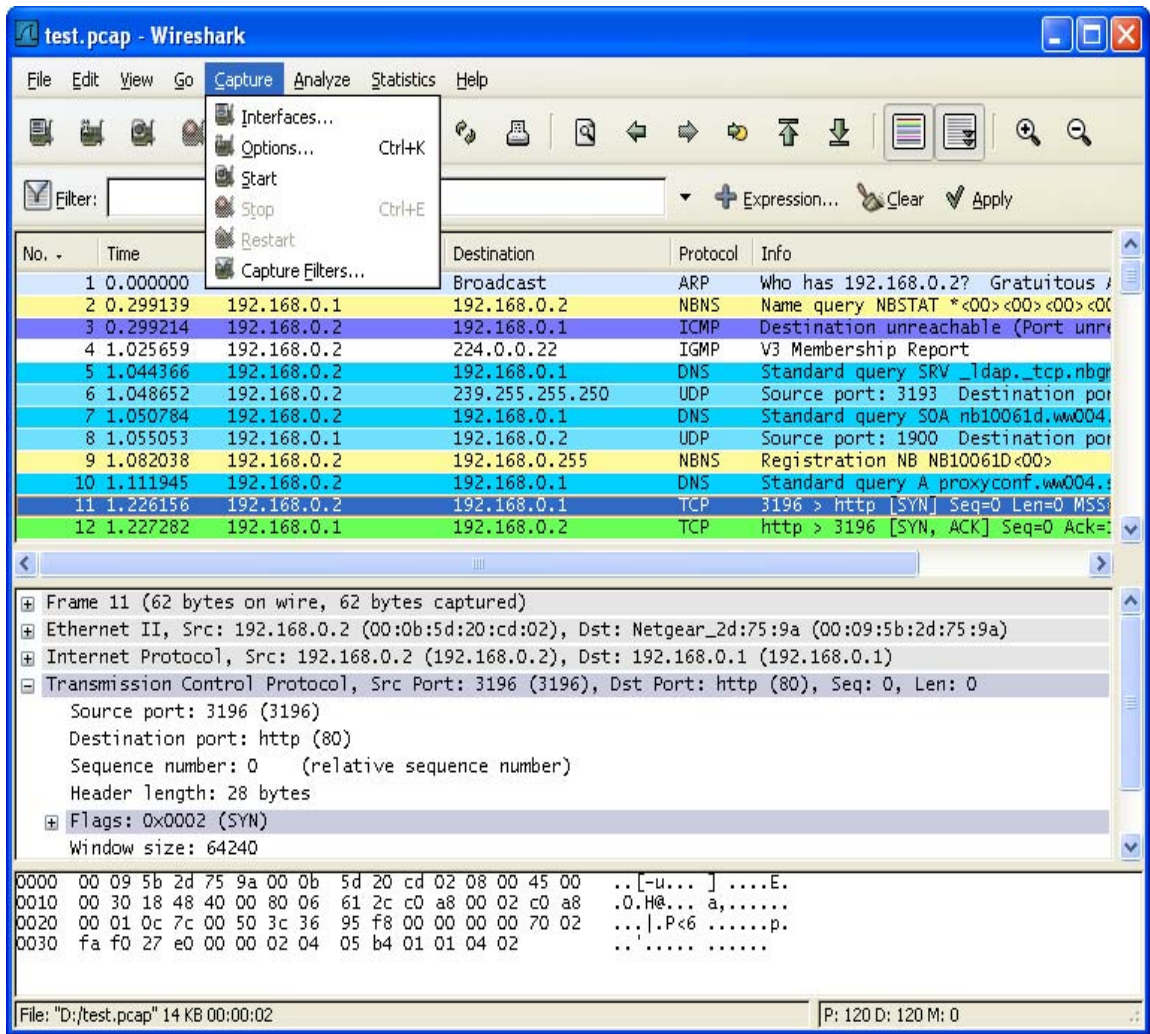 test.pcap - Wireshark
File Edit View Go Capture Analyze Statistics Help
Interfaces...
Options... Ctrl+K
Start
Stop Ctrl+E
Restart
Capture Filters...
Filter: Expression... Clear Apply
No. Time Destination Protocol Info
1 0.000000 Broadcast ARP Who has 192.168.0.2? Gratuitous
2 0.299139 192.168.0.1 192.168.0.2 NBNS Name query NBSTAT *<00><00><00><00
3 0.299214 192.168.0.2 192.168.0.1 ICMP Destination unreachable (Port unre
4 1.025659 192.168.0.2 224.0.0.22 IGMP V3 Membership Report
5 1.044366 192.168.0.2 192.168.0.1 DNS Standard query SRV _ldap._tcp.nbgr
6 1.048652 192.168.0.2 239.255.255.250 UDP Source port: 3193 Destination por
7 1.050784 192.168.0.2 192.168.0.1 DNS Standard query SOA nb10061d.ww004.
8 1.055053 192.168.0.1 192.168.0.2 UDP Source port: 1900 Destination por
9 1.082038 192.168.0.2 192.168.0.255 NBNS Registration NB NB10061D<00>
10 1.111945 192.168.0.2 192.168.0.1 DNS Standard query A proxyconf.ww004.s
11 1.226156 192.168.0.2 192.168.0.1 TCP 3196 > http [SYN] Seq=0 Len=0 MSS
12 1.227282 192.168.0.1 192.168.0.2 TCP http > 3196 [SYN, ACK] Seq=0 Ack=
Frame 11 (62 bytes on wire, 62 bytes captured)
Ethernet II, Src: 192.168.0.2 (00:0b:5d:20:cd:02), Dst: Netgear_2d:75:9a (00:09:5b:2d:75:9a)
Internet Protocol, Src: 192.168.0.2 (192.168.0.2), Dst: 192.168.0.1 (192.168.0.1)
Transmission Control Protocol, Src Port: 3196 (3196), Dst Port: http (80), Seq: 0, Len: 0
Source port: 3196 (3196)
Destination port: http (80)
Sequence number: 0 (relative sequence number)
Header length: 28 bytes
Flags: 0x0002 (SYN)
Window size: 64240
0000 00 09 5b 2d 75 9a 00 0b 5d 20 cd 02 08 00 45 00 ..[-u... ] ....E.
0010 00 30 18 48 40 00 80 06 61 2c c0 a8 00 02 c0 a8 .0.H@... a,......
0020 00 01 0c 7c 00 50 3c 36 95 f8 00 00 00 00 70 02 ...|.P<6 ......p.
0030 fa f0 27 e0 00 00 02 04 05 b4 01 01 04 02 ..'..... ......
File: "D:/test.pcap" 14 KB 00:00:02 P: 120 D: 120 M: 0